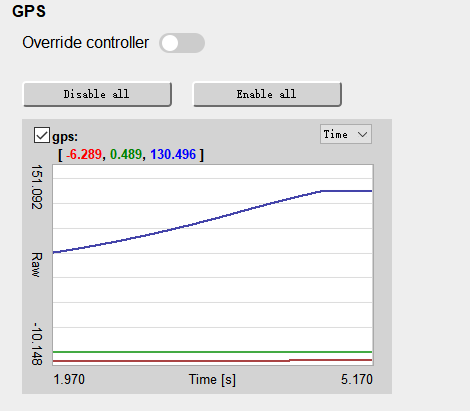 GPS
Override controller
Disable all Enable all
gps: Time
[ -6.289, 0.489, 130.496 ]
151.092
Raw
-10.148
1.970 Time [s] 5.170